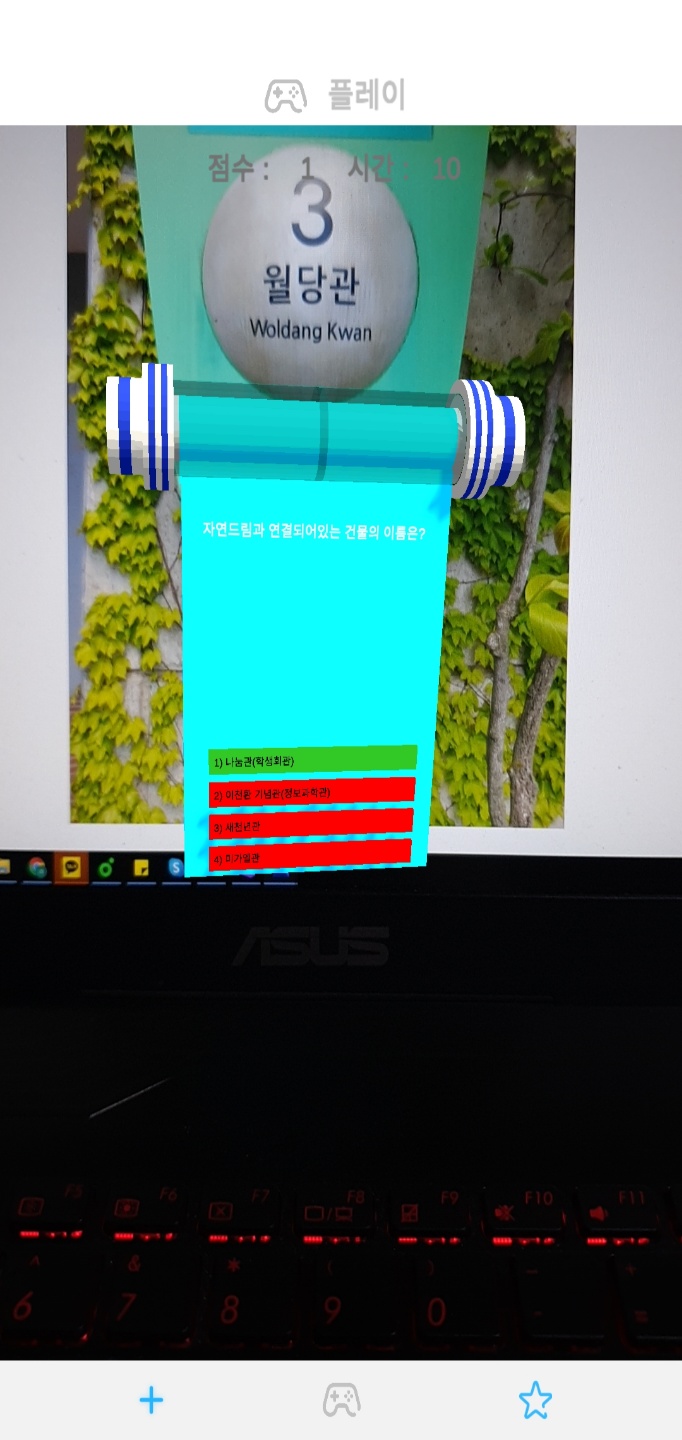 플레이
점수 : 1 시간 : 10
3
월당관
Woldang Kwan
자연드림과 연결되어있는 건물의 이름은?
1) 나눔관(학생회관)
2) 이천환 기념관(정보과학관)
3) 새천년관
4) 미가엘관
ASUS
F5 F6 F7 F8 F9 F10 F11
^ & * ( ) - +
6 7 8 9 0 - =